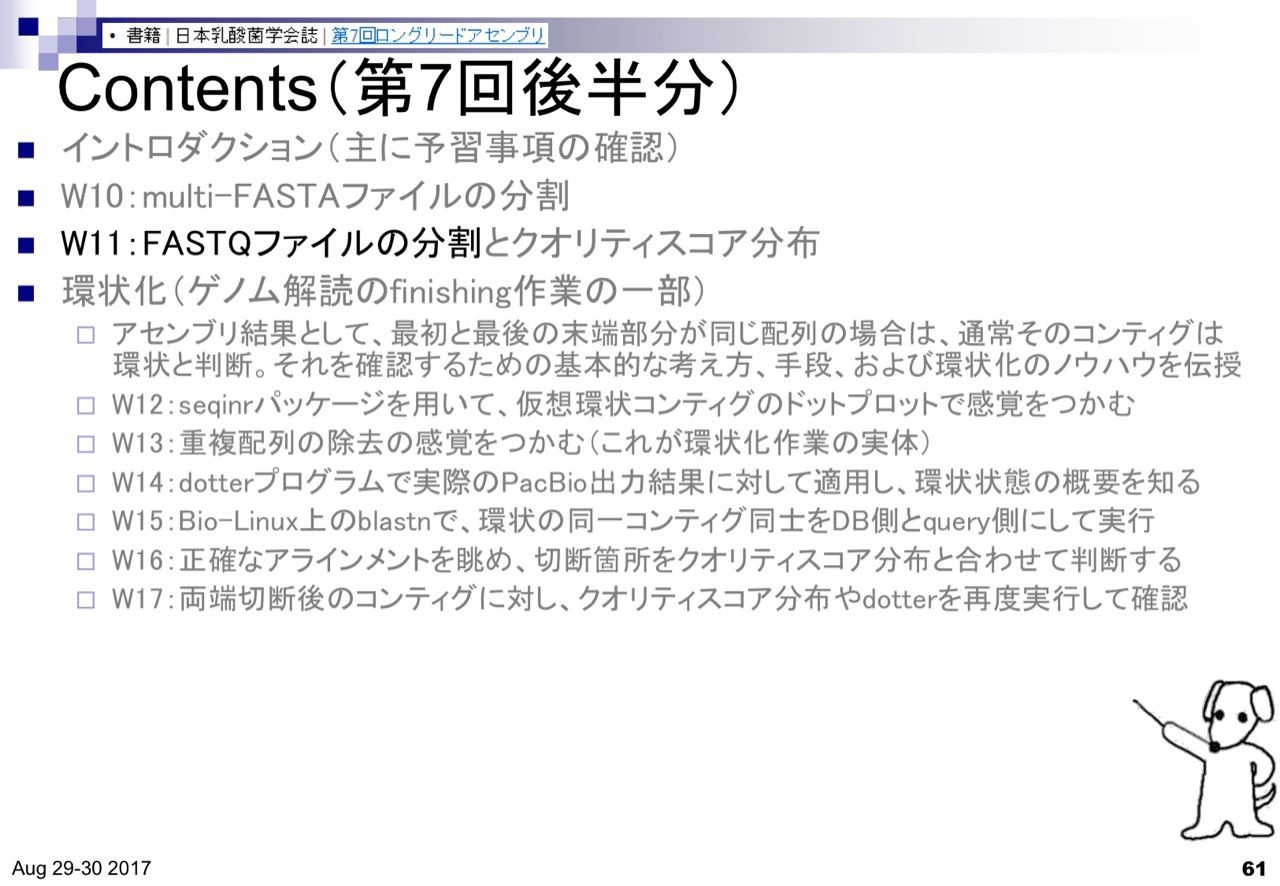 • 書籍 | 日本乳酸菌学会誌 | 第7回ロングリードアセンブリ
Contents(第7回後半分)
イントロダクション(主に予習事項の確認)
W10:multi-FASTAファイルの分割
W11:FASTQファイルの分割とクオリティスコア分布
環状化(ゲノム解読のfinishing作業の一部)
アセンブリ結果として、最初と最後の末端部分が同じ配列の場合は、通常そのコンティグは
環状と判断。それを確認するための基本的な考え方、手段、および環状化のノウハウを伝授
W12:seqinrパッケージを用いて、仮想環状コンティグのドットプロットで感覚をつかむ
W13:重複配列の除去の感覚をつかむ(これが環状化作業の実体)
W14:dotterプログラムで実際のPacBio出力結果に対して適用し、環状状態の概要を知る
W15:Bio-Linux上のblastnで、環状の同一コンティグ同士をDB側とquery側にして実行
W16:正確なアラインメントを眺め、切断箇所をクオリティスコア分布と合わせて判断する
W17:両端切断後のコンティグに対し、クオリティスコア分布やdotterを再度実行して確認
Aug 29-30 2017
61